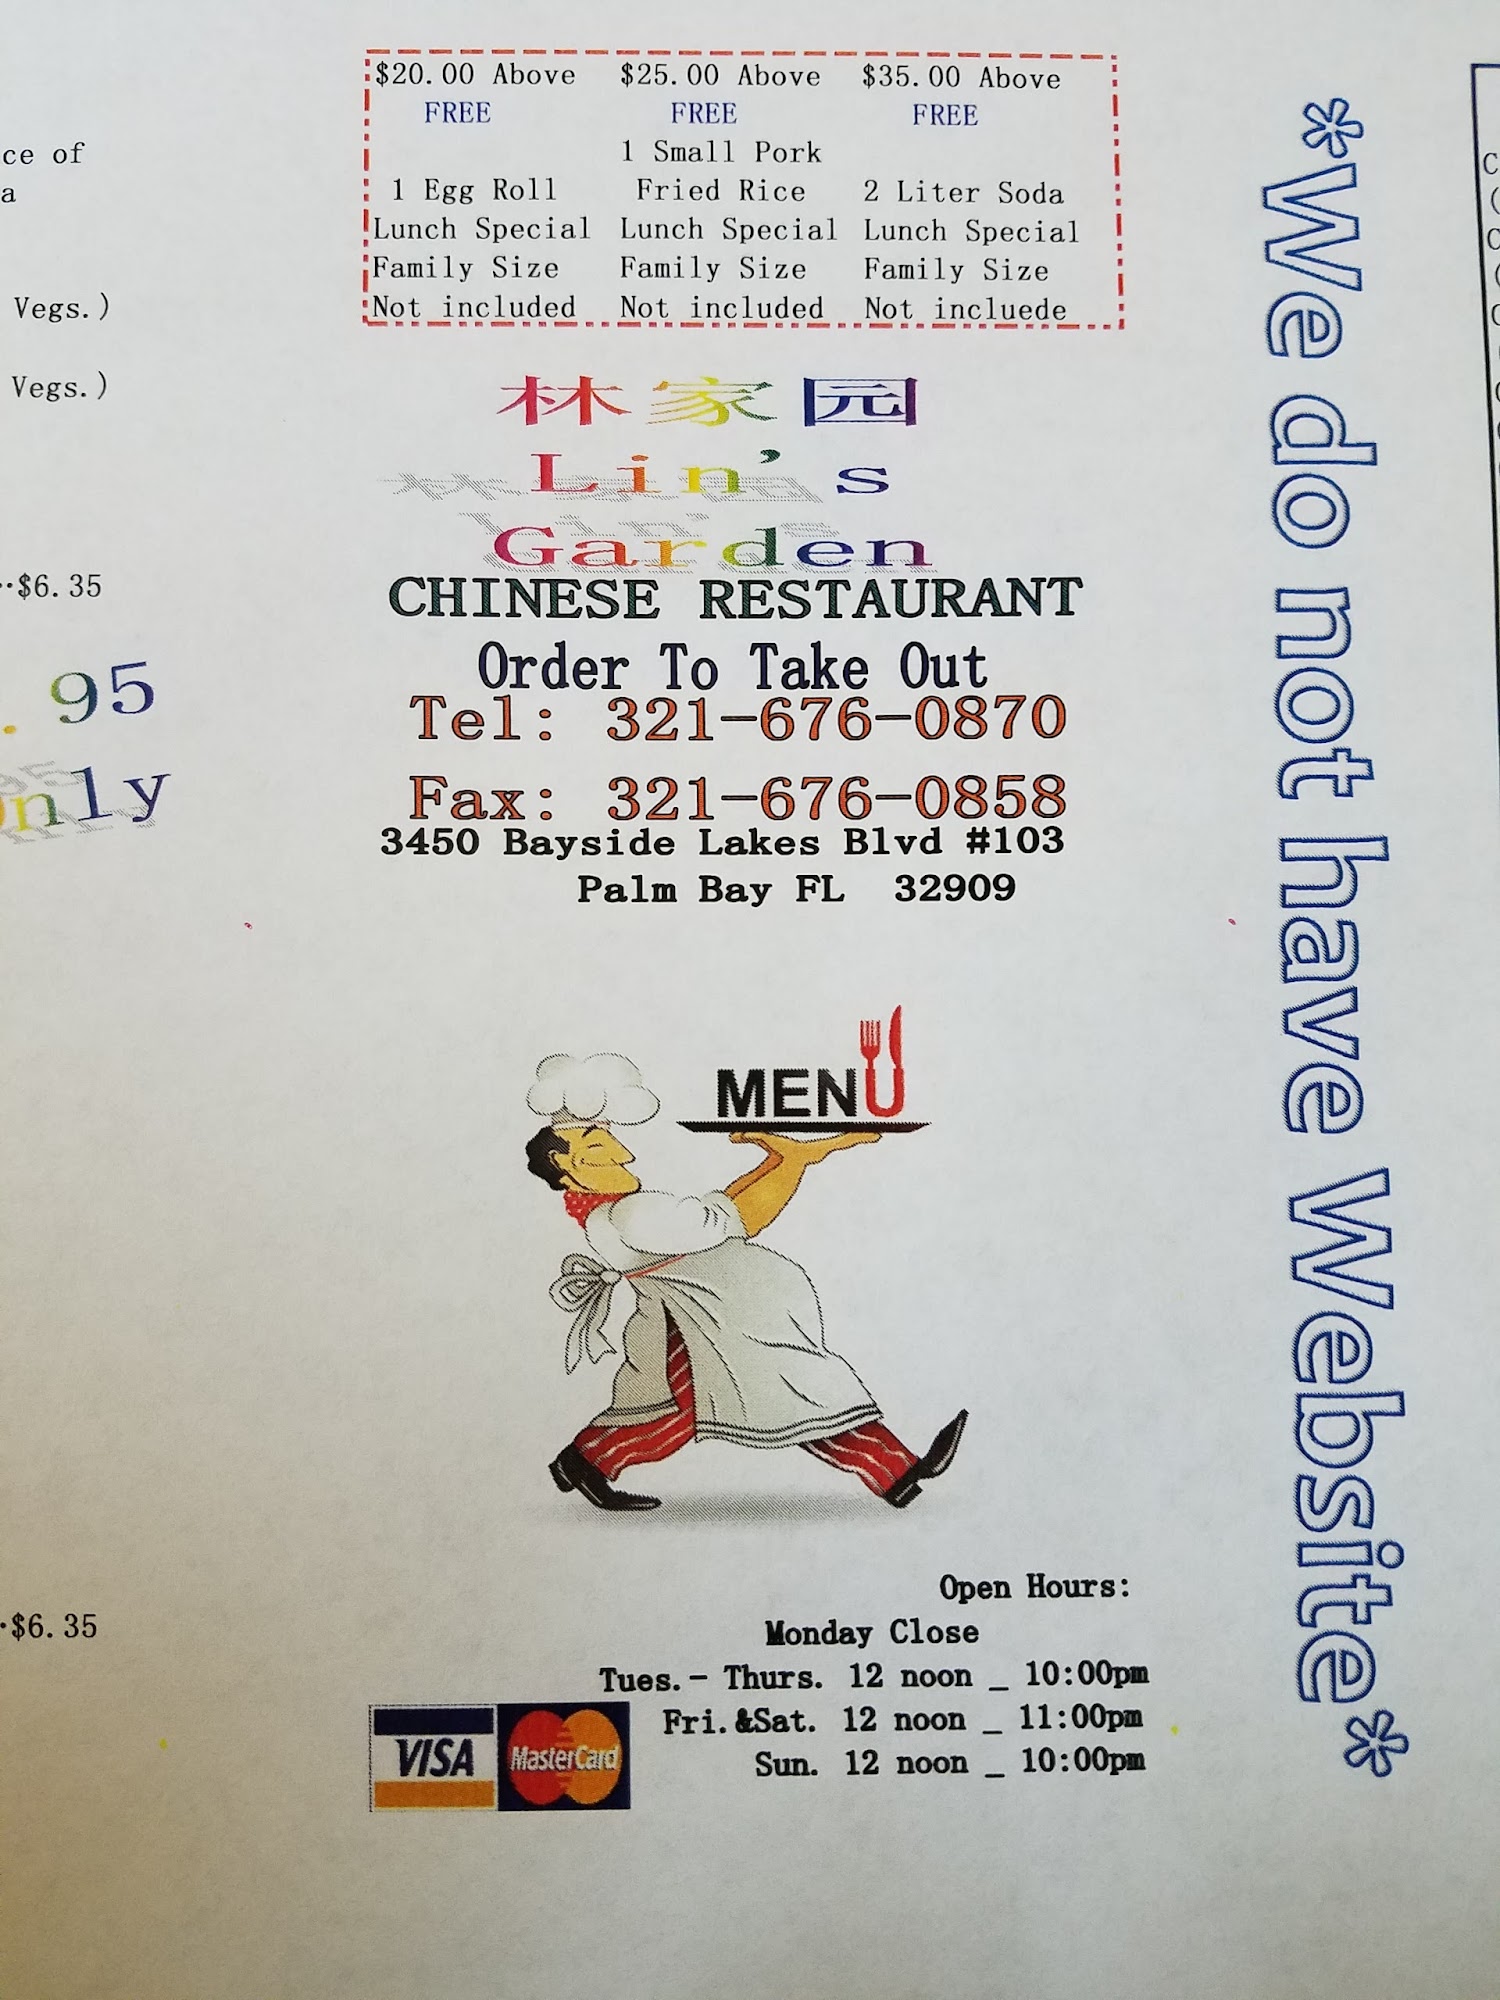 ce of
a
Vegs.)
Vegs.)
$6.35
.95
nly
$6.35
$20.00 Above $25.00 Above $35.00 Above
FREE FREE FREE
1 Small Pork
1 Egg Roll Fried Rice 2 Liter Soda
Lunch Special Lunch Special Lunch Special
Family Size Family Size Family Size
Not included Not included Not incluede
林家园
Lin's
Garden
CHINESE RESTAURANT
Order To Take Out
Tel: 321-676-0870
Fax: 321-676-0858
3450 Bayside Lakes Blvd #103
Palm Bay FL 32909
MENU
Open Hours:
Monday Close
Tues.- Thurs. 12 noon _ 10:00pm
Fri.&Sat. 12 noon _ 11:00pm
Sun. 12 noon _ 10:00pm
VISA MasterCard
*We do not have Website*